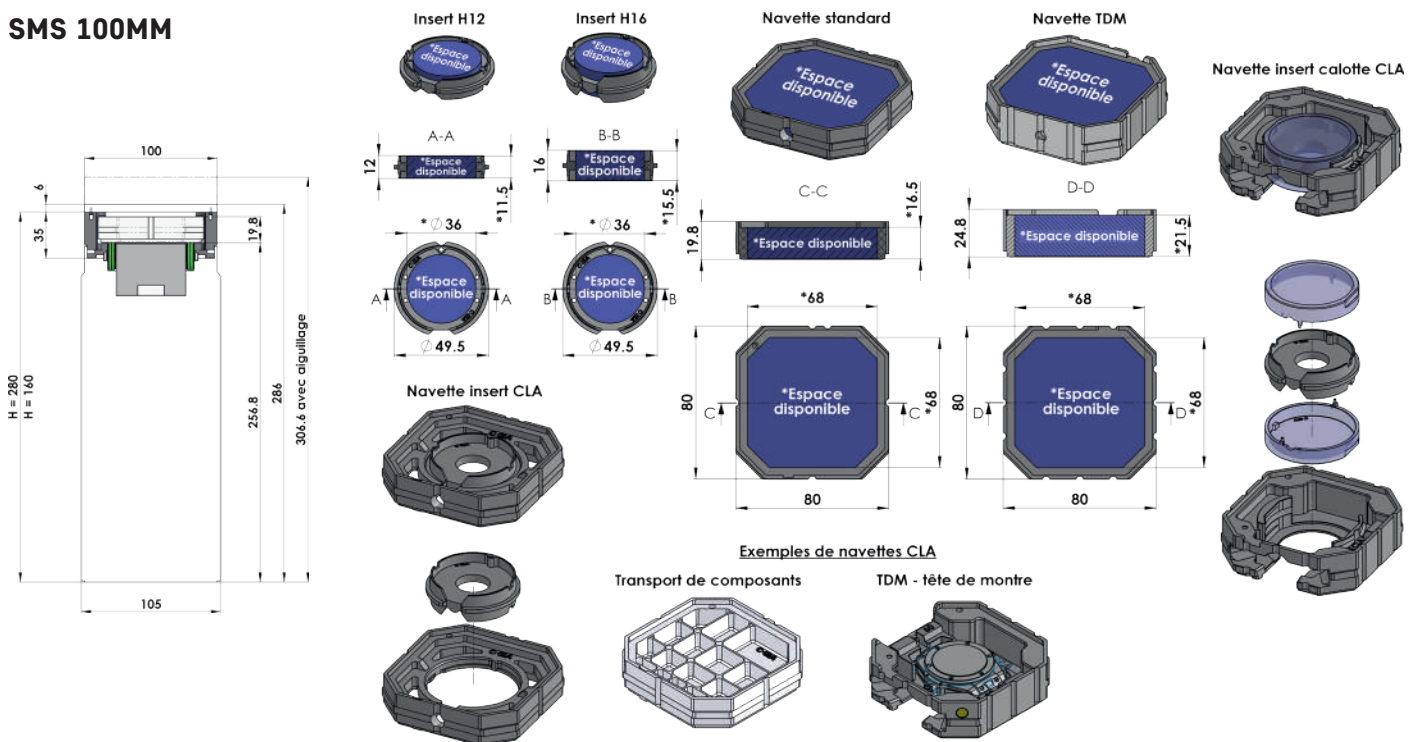 SMS 100MM
100
6
35
19.8
256.8
286
306.6 avec aiguillage
H = 280
H = 160
105
Insert H12
*Espace
disponible
A-A
12
*Espace
disponible
*11.5
* Ø 36
*Espace
disponible
A
A
Ø 49.5
Insert H16
*Espace
disponible
B-B
16
*Espace
disponible
*15.5
* Ø 36
*Espace
disponible
B
B
Ø 49.5
Navette standard
*Espace
disponible
C-C
19.8
*Espace disponible
*16.5
*68
80
*Espace
disponible
C
C
*68
80
Navette TDM
*Espace
disponible
D-D
24.8
*Espace disponible
*21.5
*68
80
*Espace
disponible
D
D
*68
80
Navette insert calotte CLA
Navette insert CLA
Exemples de navettes CLA
Transport de composants
TDM - tête de montre